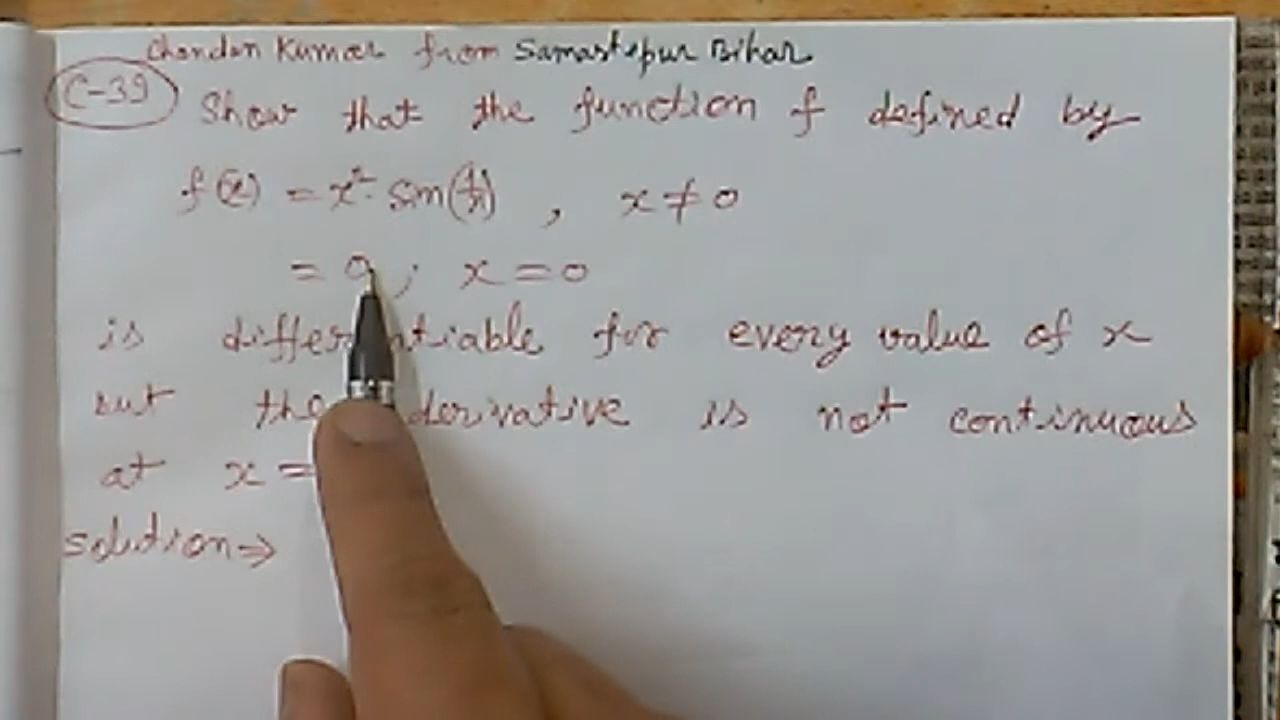 Chandan Kumar from Samastepur Bihar
C-39 Show that the function f defined by
f(x) = x². sin(1/x) , x ≠ 0
= 0 ; x = 0
is differentiable for every value of x
but the derivative is not continuous
at x =
Solution ⇒